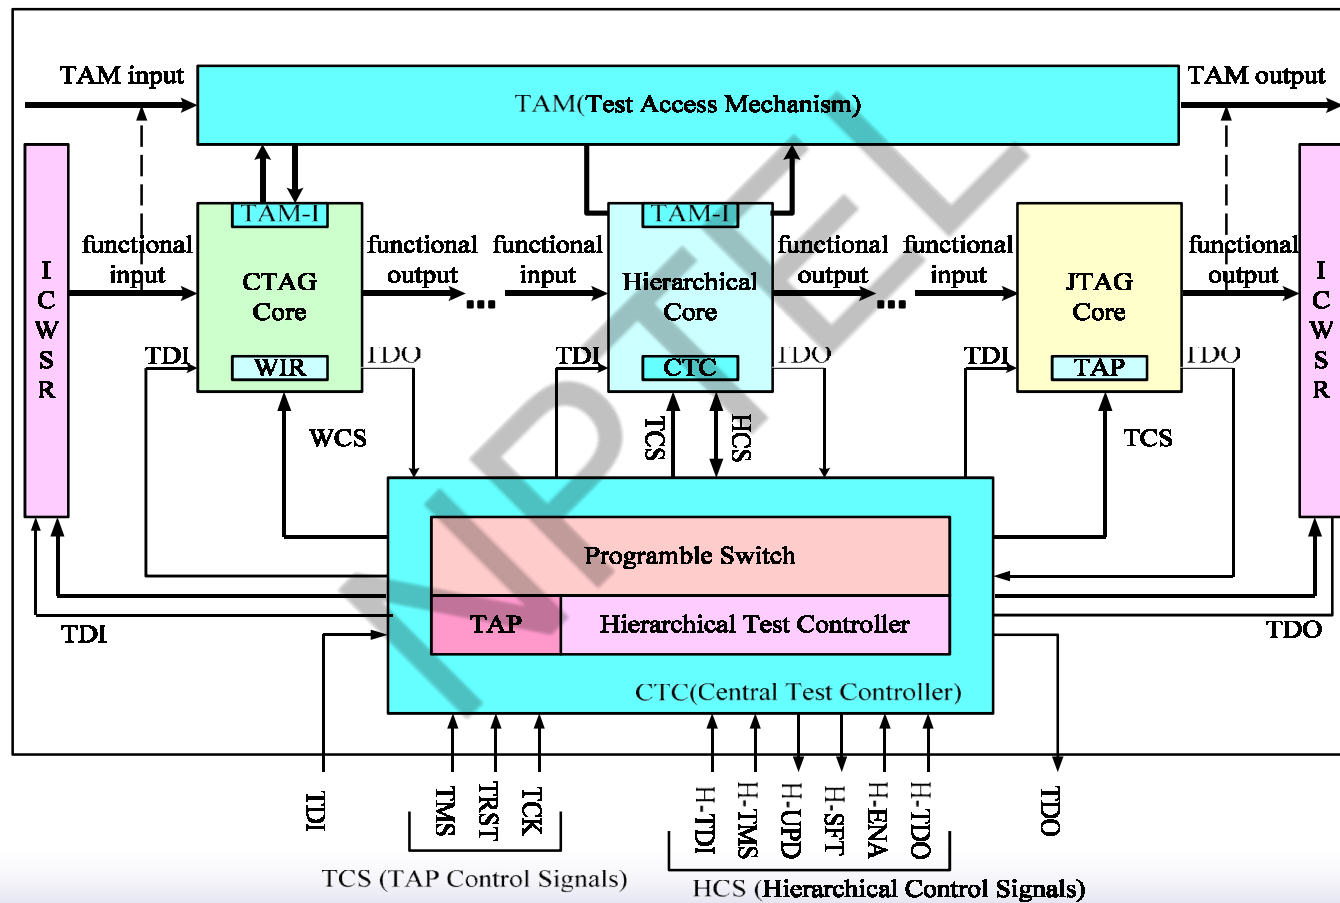 TAM input
TAM(Test Access Mechanism)
TAM output
I
C
W
S
R
functional
input
TAM-I
CTAG
Core
WIR
functional
output
...
functional
input
TAM-I
Hierarchical
Core
CTC
functional
output
...
functional
input
JTAG
Core
TAP
functional
output
I
C
W
S
R
TDI
TDO
TDI
TDO
TDI
TDO
WCS
TCS
HCS
TCS
Programble Switch
TAP
Hierarchical Test Controller
CTC(Central Test Controller)
TDI
TDO
TDI
TMS
TRST
TCK
H-TDI
H-TMS
H-UPD
H-SFT
H-ENA
H-TDO
TDO
TCS (TAP Control Signals)
HCS (Hierarchical Control Signals)
NPTEL